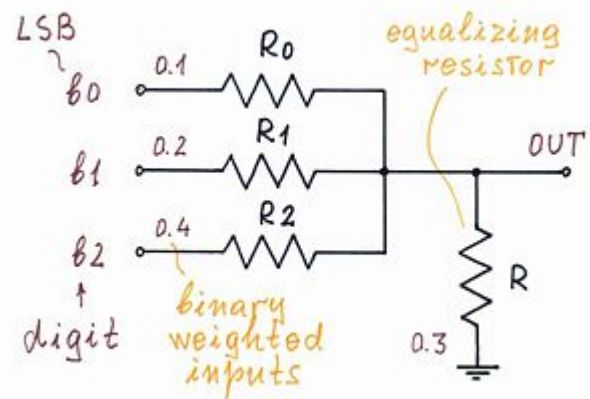 LSB
b0
0.1
R0
equalizing
resistor
b1
0.2
R1
OUT
b2
0.4
R2
R
digit
binary
weighted
inputs
0.3